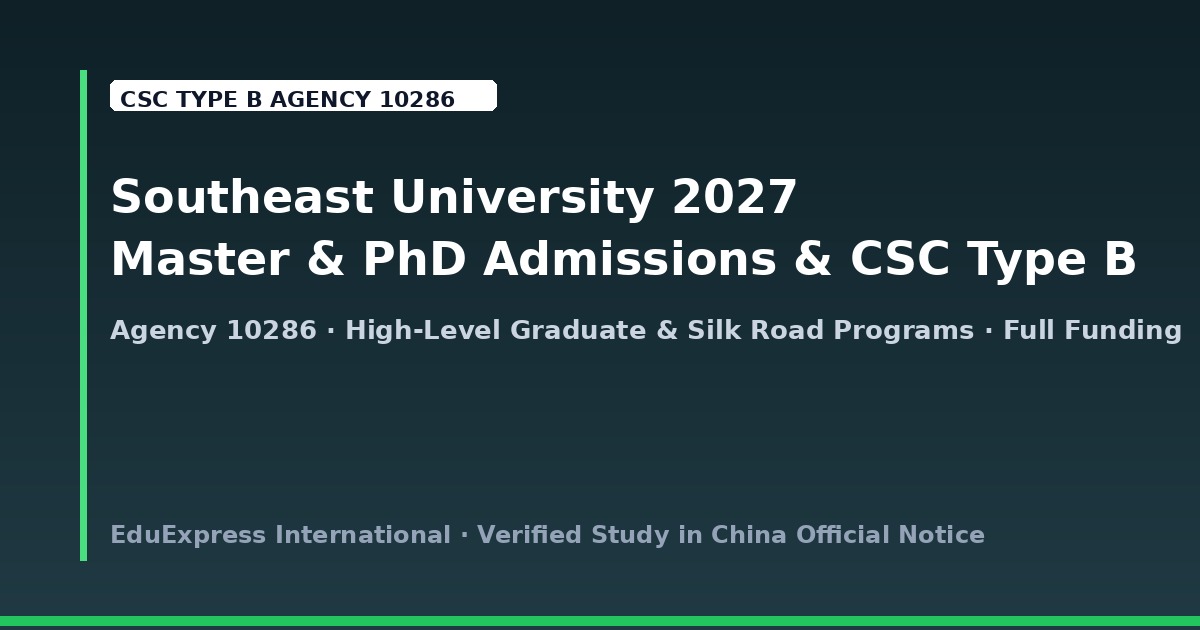 CSC TYPE B AGENCY 10286
Southeast University 2027
Master & PhD Admissions & CSC Type B
Agency 10286 · High-Level Graduate & Silk Road Programs · Full Funding
EduExpress International · Verified Study in China Official Notice